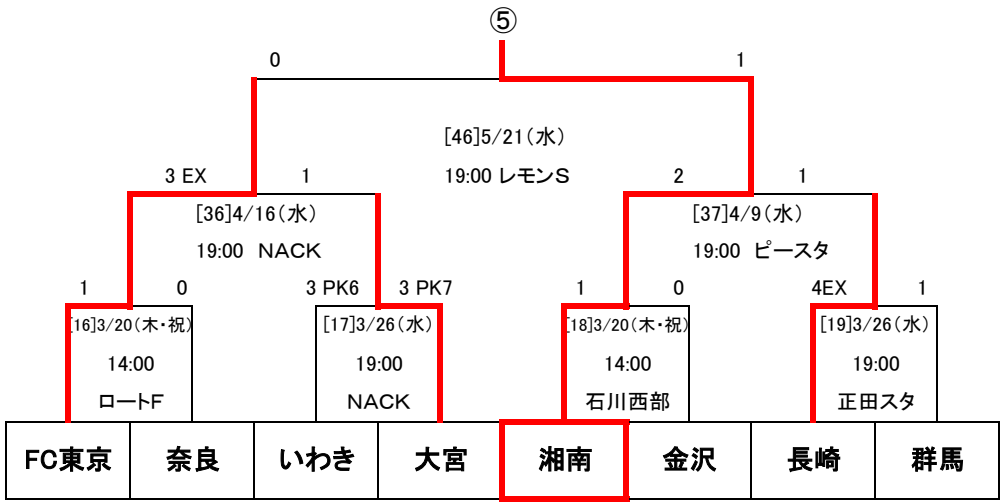 ⑤
0 1
[46]5/21(水)
19:00 レモンS
3 EX 1 2 1
[36]4/16(水) [37]4/9(水)
19:00 NACK 19:00 ピースタ
1 0 3 PK6 3 PK7 1 0 4EX 1
[16]3/20(木・祝) [17]3/26(水) [18]3/20(木・祝) [19]3/26(水)
14:00 19:00 14:00 19:00
ロートF NACK 石川西部 正田スタ
FC東京 奈良 いわき 大宮 湘南 金沢 長崎 群馬